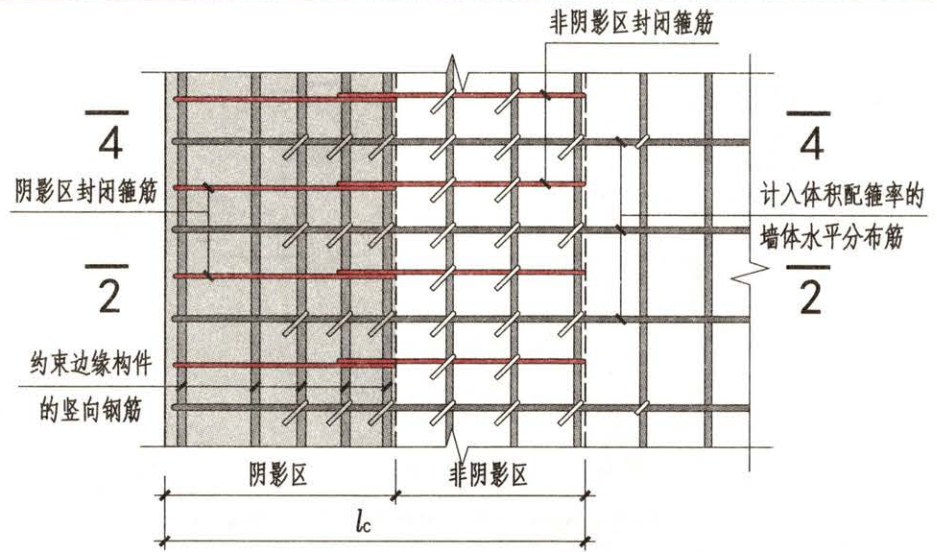 非阴影区封闭箍筋
4
4
阴影区封闭箍筋
计入体积配箍率的
墙体水平分布筋
2
2
约束边缘构件
的竖向钢筋
阴影区
非阴影区
lc